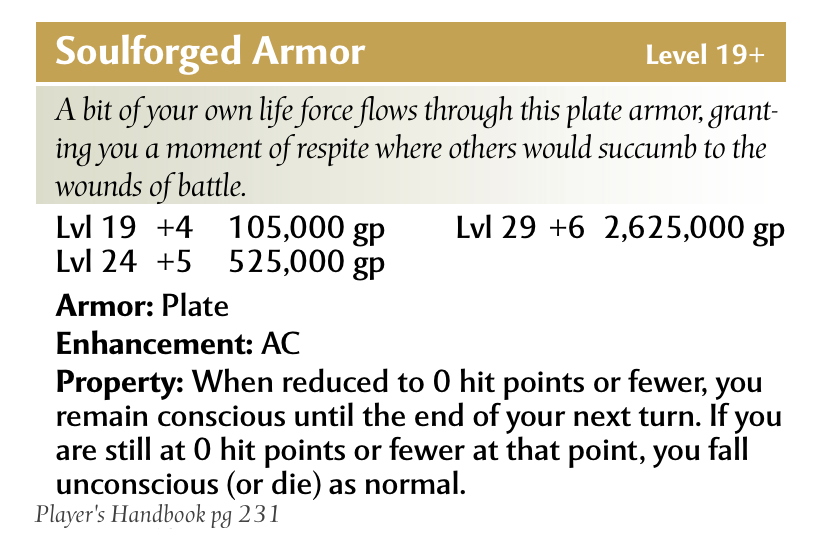 Soulforged Armor Level 19+
A bit of your own life force flows through this plate armor, grant-
ing you a moment of respite where others would succumb to the
wounds of battle.
Lvl 19 +4 105,000 gp Lvl 29 +6 2,625,000 gp
Lvl 24 +5 525,000 gp
Armor: Plate
Enhancement: AC
Property: When reduced to 0 hit points or fewer, you
remain conscious until the end of your next turn. If you
are still at 0 hit points or fewer at that point, you fall
unconscious (or die) as normal.
Player's Handbook pg 231